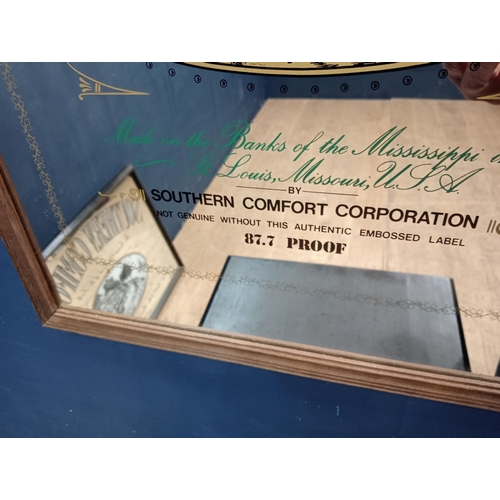 Made on the Banks of the Mississippi
St. Louis, Missouri, U.S.A.
BY
SOUTHERN COMFORT CORPORATION
NOT GENUINE WITHOUT THIS AUTHENTIC EMBOSSED LABEL
87.7 PROOF